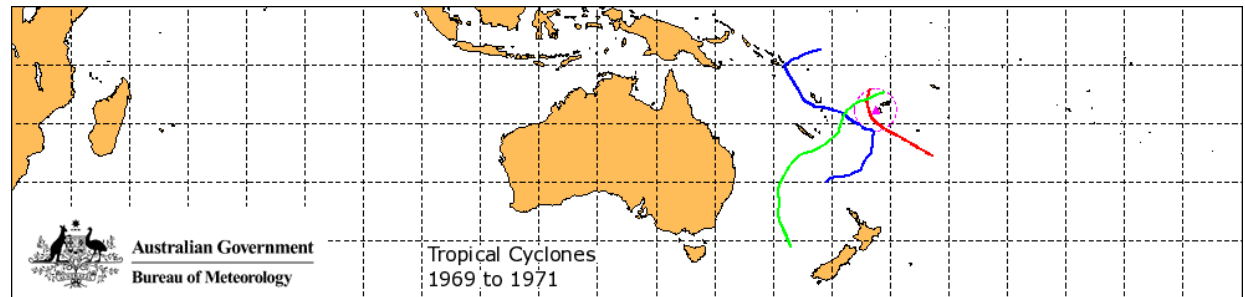 Australian Government
Bureau of Meteorology
Tropical Cyclones
1969 to 1971